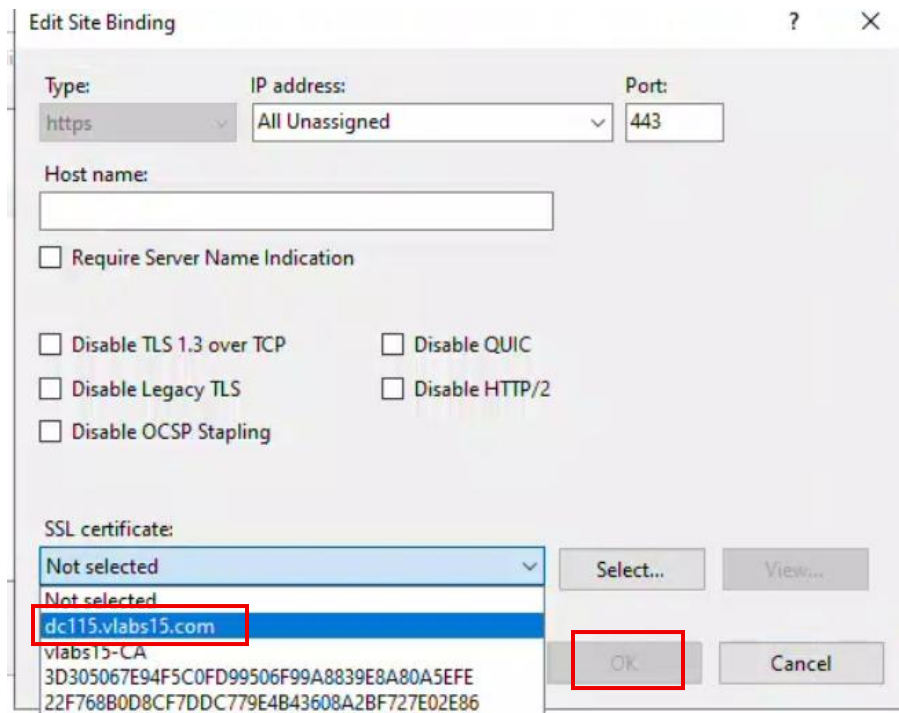 Edit Site Binding ? X
Type: IP address: Port:
https All Unassigned 443
Host name:
Require Server Name Indication
Disable TLS 1.3 over TCP Disable QUIC
Disable Legacy TLS Disable HTTP/2
Disable OCSP Stapling
SSL certificate:
Not selected Select... View...
Not selected
dc115.vlabs15.com
vlabs15-CA OK Cancel
3D305067E94F5C0FD99506F99A8839E8A80A5EFE
22F768B0D8CF7DDC779E4B43608A2BF727E02E86